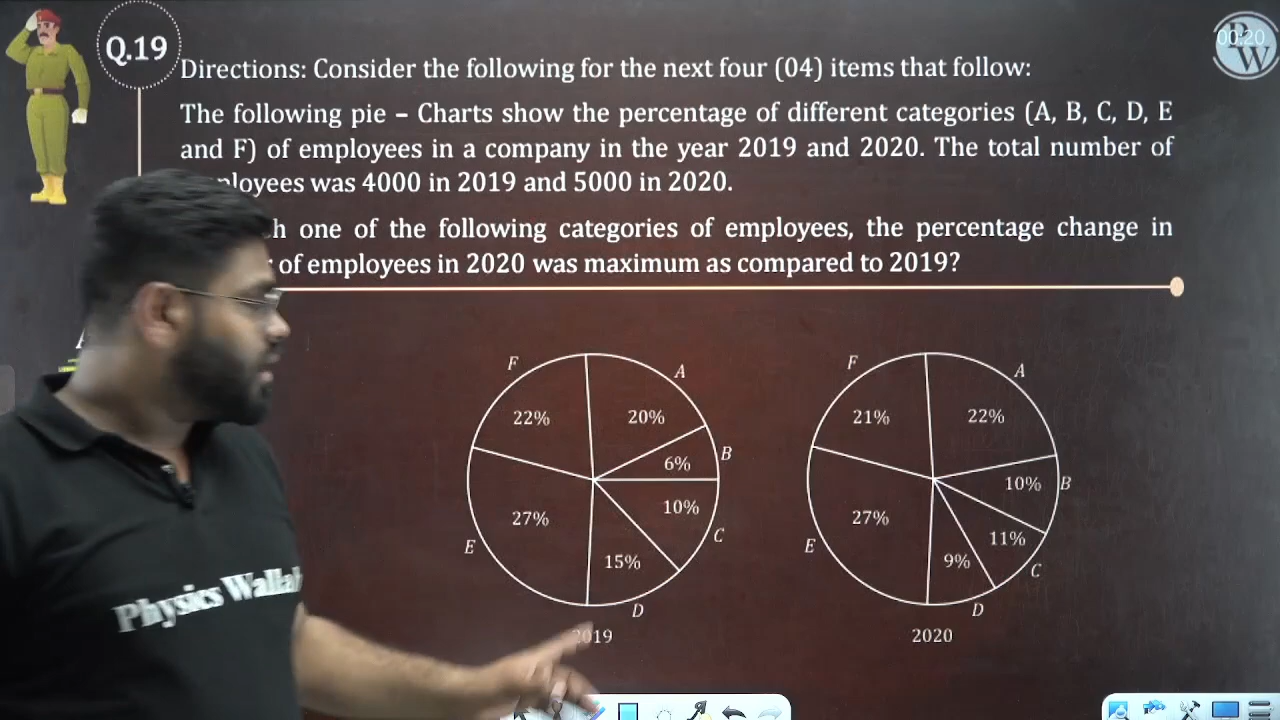 Q.19
00:20
PW
Directions: Consider the following for the next four (04) items that follow:
The following pie – Charts show the percentage of different categories (A, B, C, D, E
and F) of employees in a company in the year 2019 and 2020. The total number of
was 4000 in 2019 and 5000 in 2020.
one of the following categories of employees, the percentage change in
of employees in 2020 was maximum as compared to 2019?
F
A
22%
20%
B
6%
10%
27%
C
E
15%
D
2019
F
A
21%
22%
10%
B
27%
11%
E
9%
C
D
2020
Physics Wallah